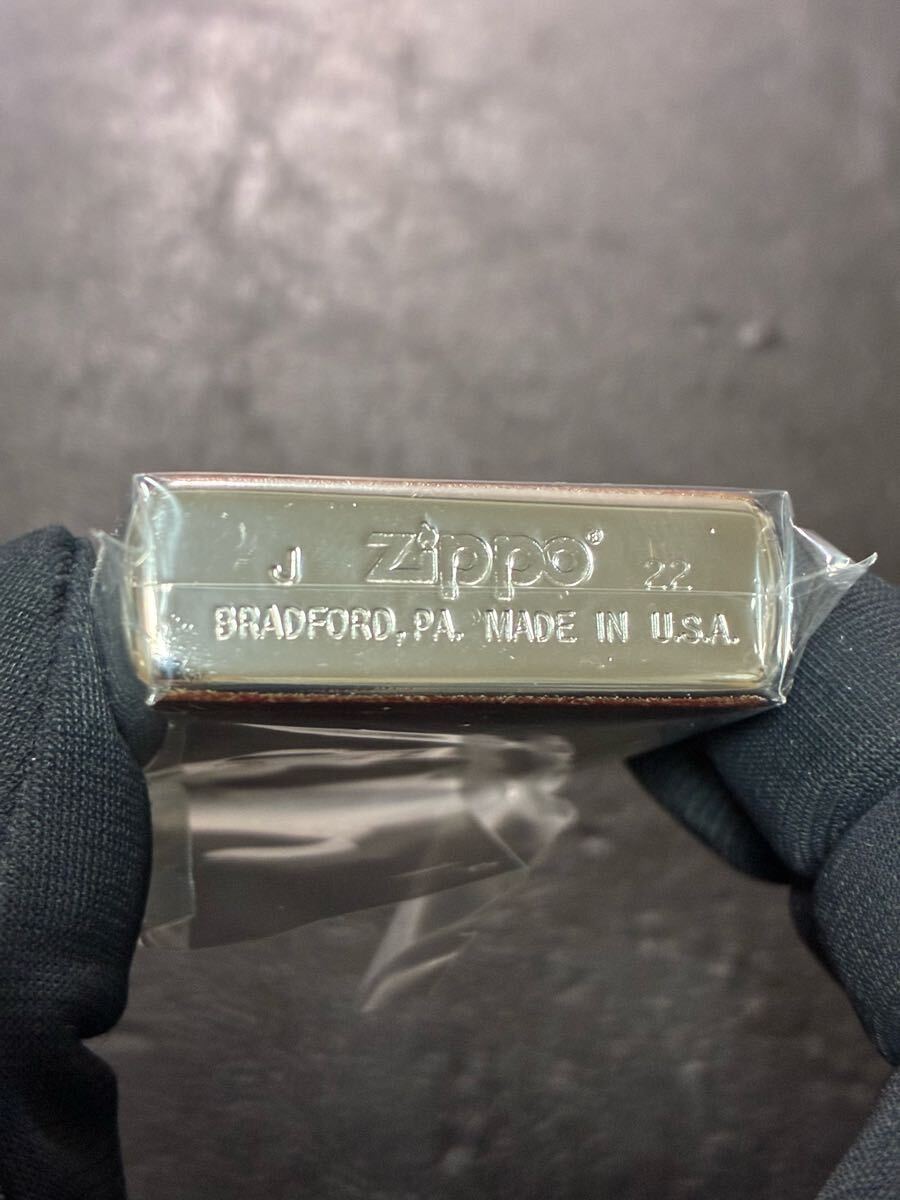 J Zippo® 22
BRADFORD, PA. MADE IN U.S.A.